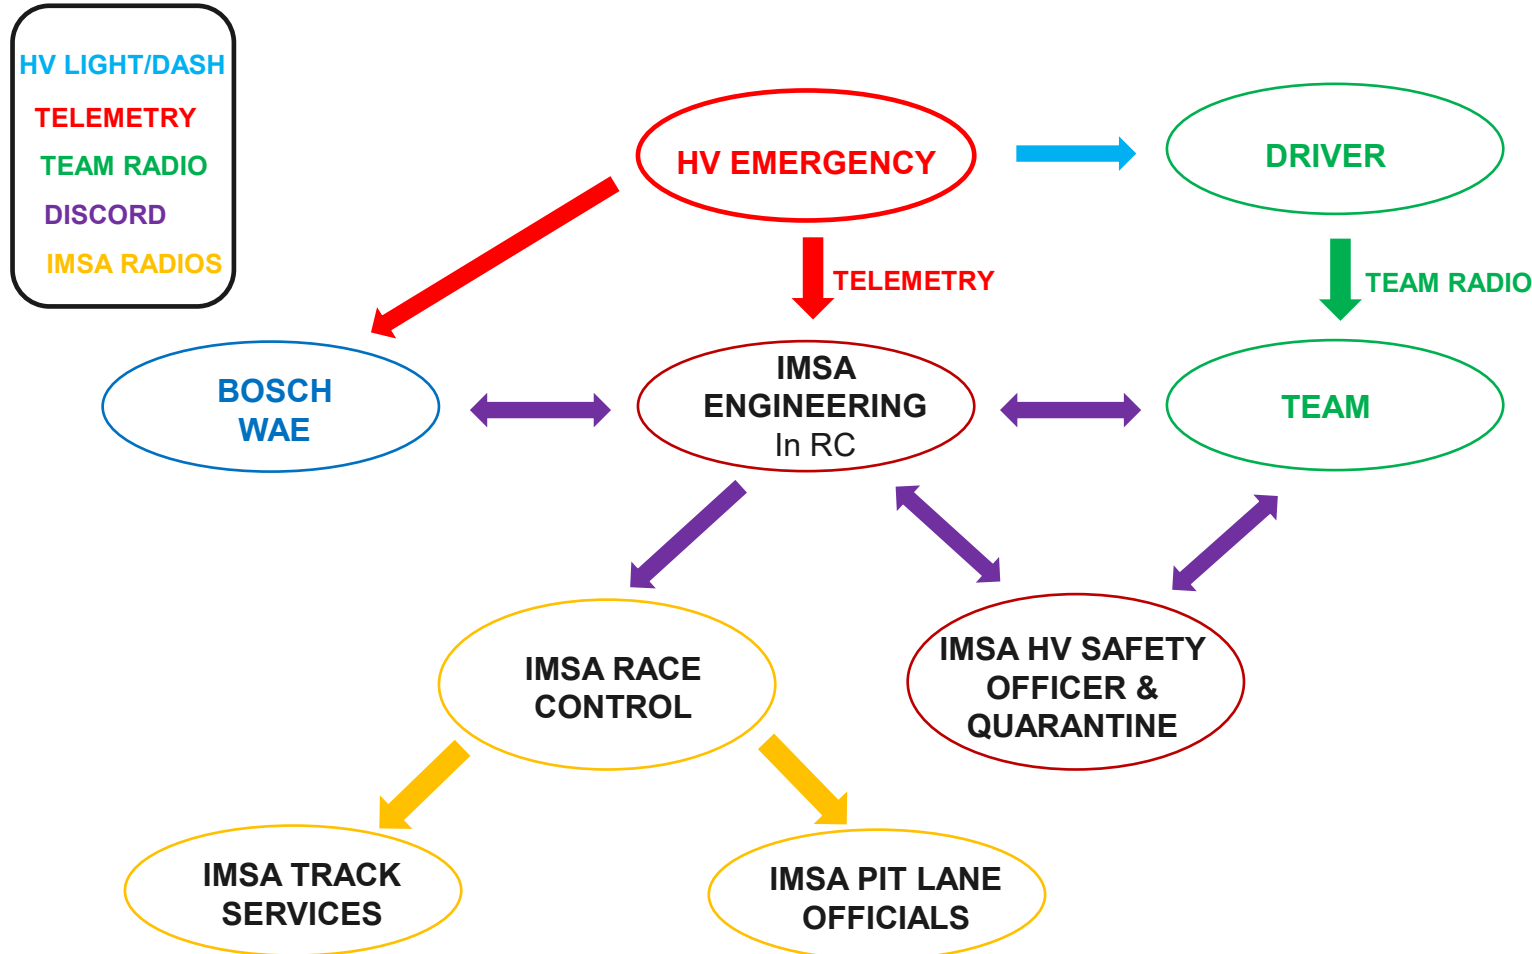 HV LIGHT/DASH
TELEMETRY
TEAM RADIO
DISCORD
IMSA RADIOS
HV EMERGENCY
DRIVER
TELEMETRY
TEAM RADIO
BOSCH
WAE
IMSA
ENGINEERING
In RC
TEAM
IMSA RACE
CONTROL
IMSA HV SAFETY
OFFICER &
QUARANTINE
IMSA TRACK
SERVICES
IMSA PIT LANE
OFFICIALS